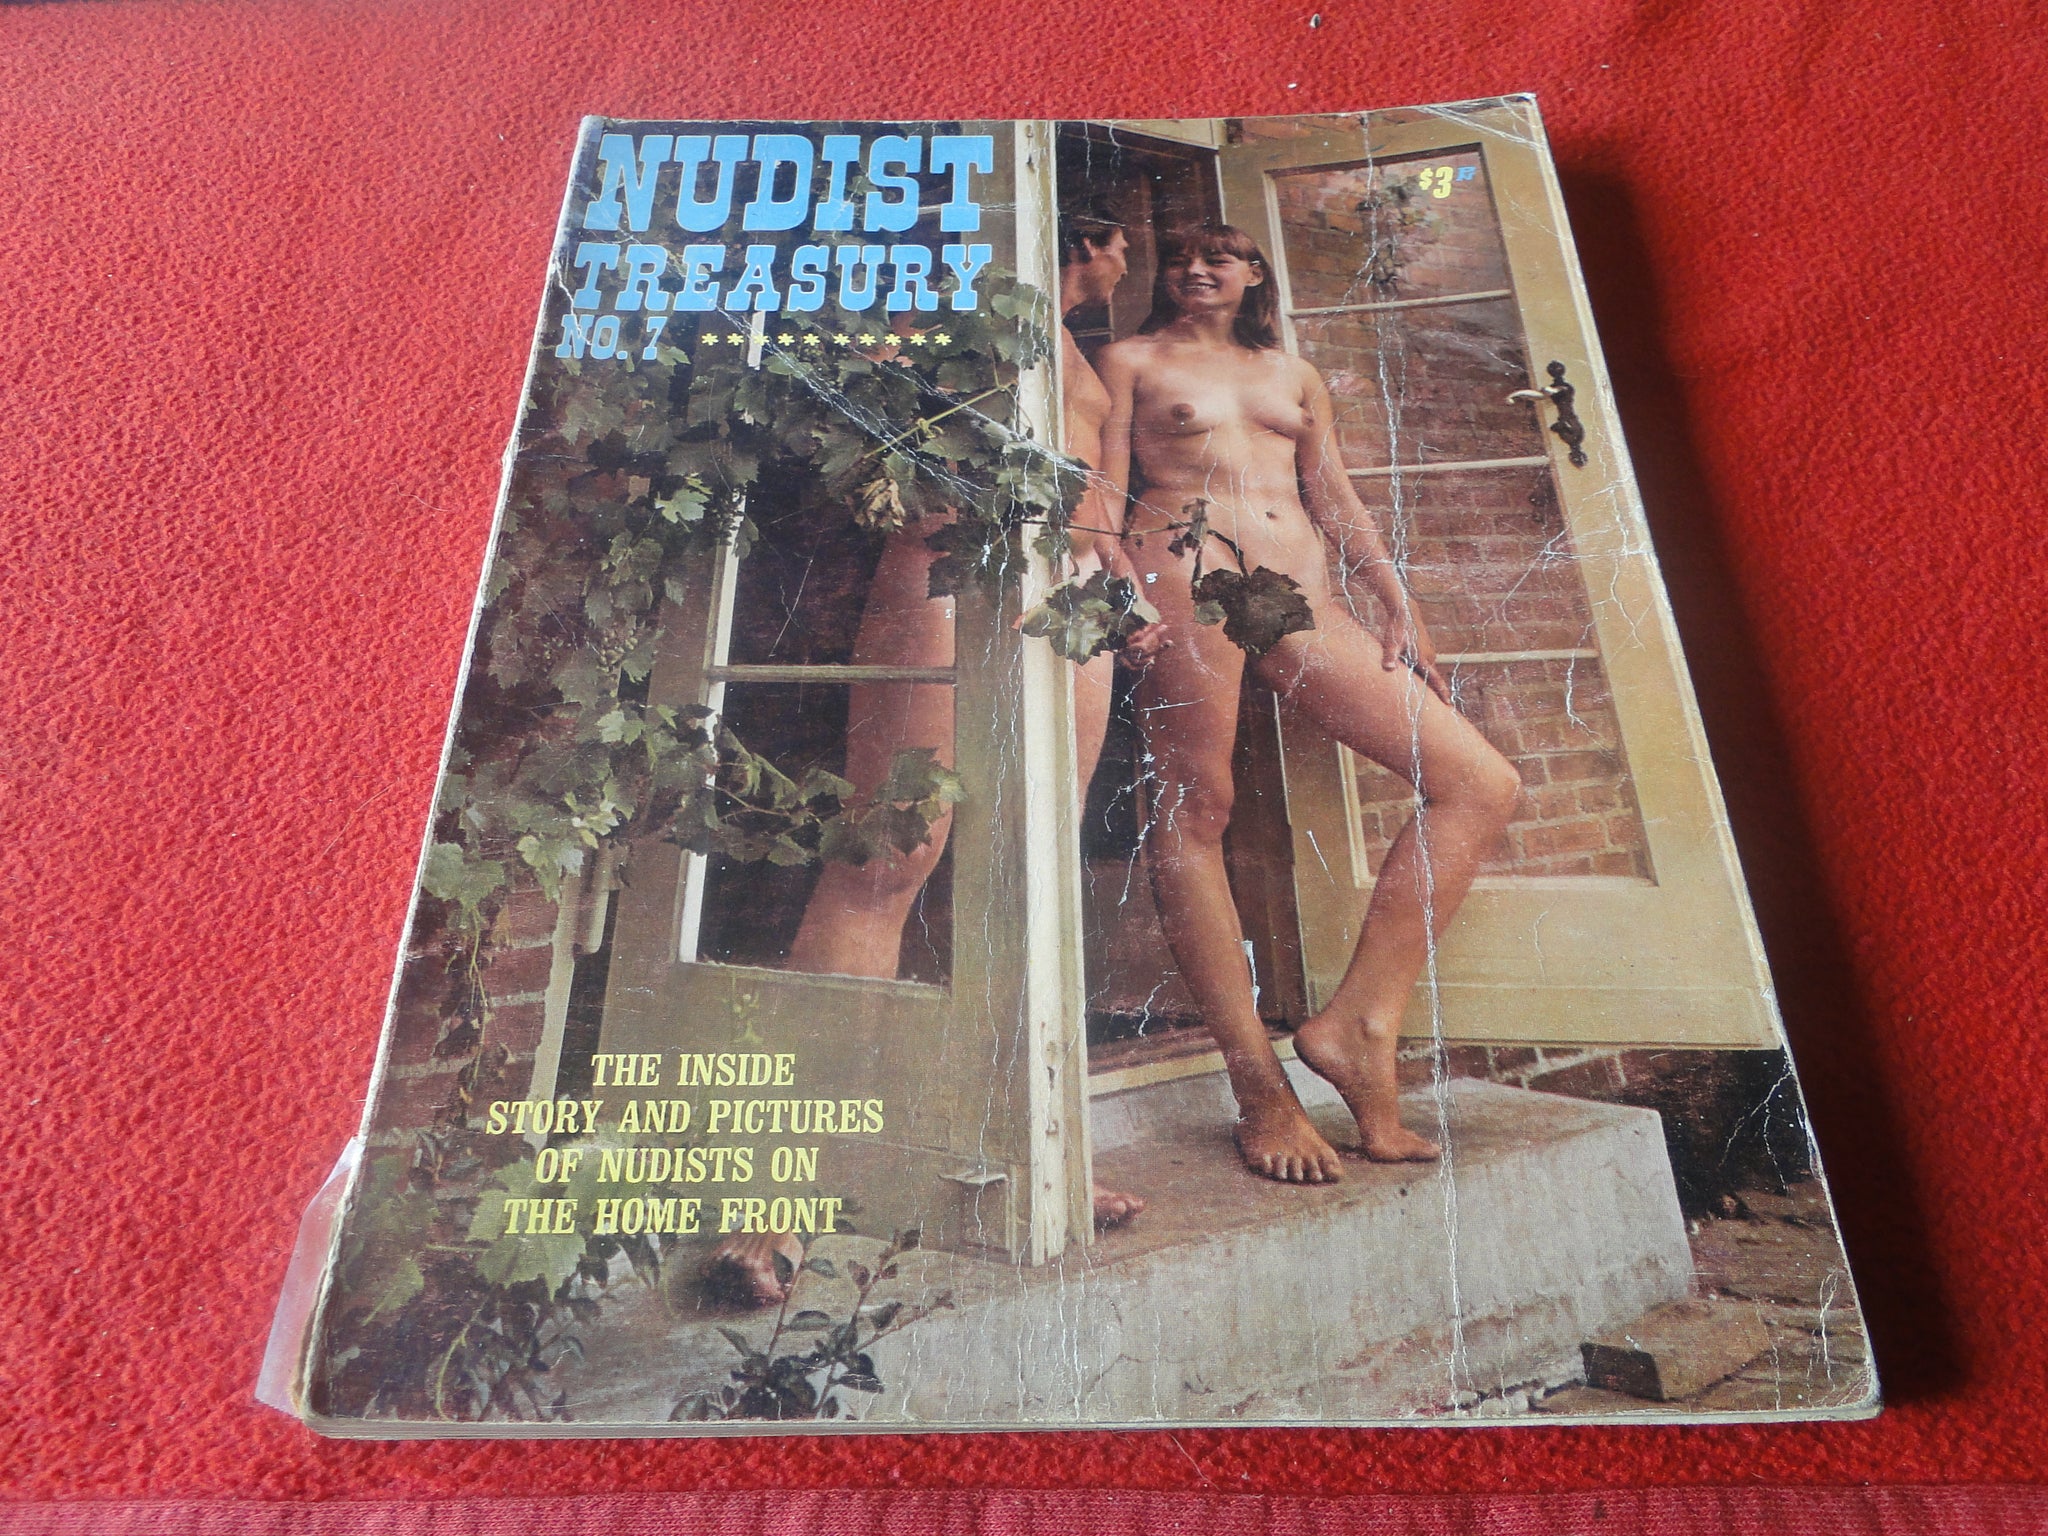 NUDIST
TREASURY
NO. 7 * * * * * * * * * *
$3
THE INSIDE
STORY AND PICTURES
OF NUDISTS ON
THE HOME FRONT